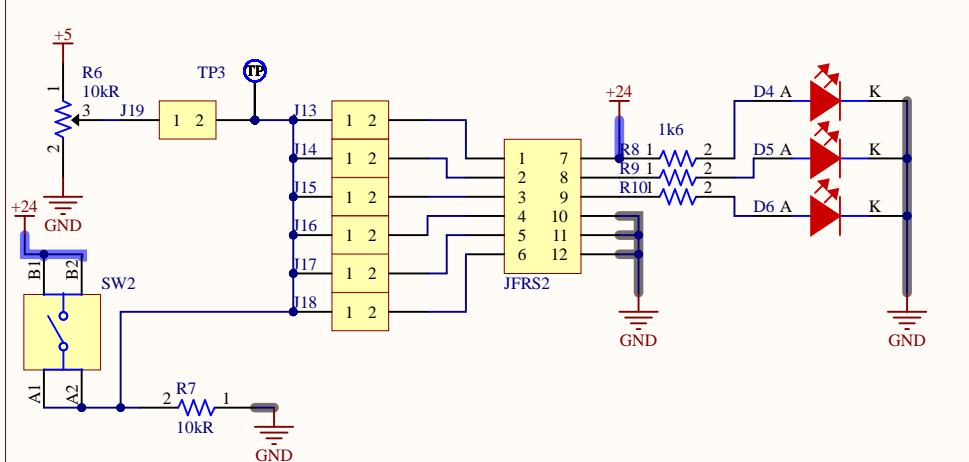 +5
R6
10kR
1
3
2
GND
J19
1 2
TP3
TP
J13
1 2
J14
1 2
J15
1 2
J16
1 2
J17
1 2
J18
1 2
1 7
2 8
3 9
4 10
5 11
6 12
JFRS2
+24
1k6
R8 1 2
R9 1 2
R10 1 2
D4 A K
D5 A K
D6 A K
GND
GND
+24
B1
B2
SW2
A1
A2
R7
2 1
10kR
GND